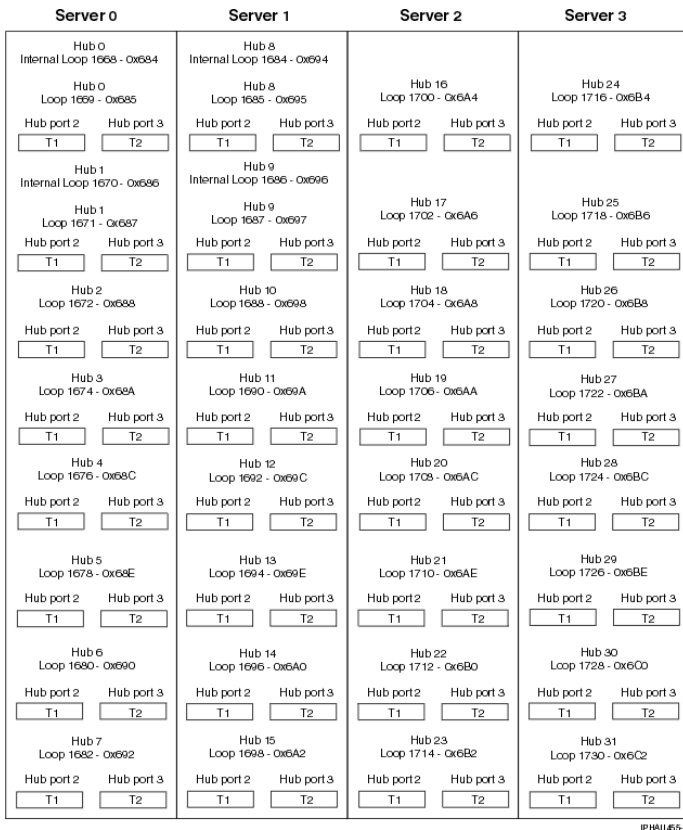 Server 0
Hub 0
Internal Loop 1668 - 0x684
Hub 0
Loop 1669 - 0x685
Hub port 2 Hub port 3
T1 T2
Hub 1
Internal Loop 1670 - 0x686
Hub 1
Loop 1671 - 0x687
Hub port 2 Hub port 3
T1 T2
Hub 2
Loop 1672 - 0x688
Hub port 2 Hub port 3
T1 T2
Hub 3
Loop 1674 - 0x68A
Hub port 2 Hub port 3
T1 T2
Hub 4
Loop 1676 - 0x68C
Hub port 2 Hub port 3
T1 T2
Hub 5
Loop 1678 - 0x68E
Hub port 2 Hub port 3
T1 T2
Hub 6
Loop 1680 - 0x690
Hub port 2 Hub port 3
T1 T2
Hub 7
Loop 1682 - 0x692
Hub port 2 Hub port 3
T1 T2
Server 1
Hub 8
Internal Loop 1684 - 0x694
Hub 8
Loop 1685 - 0x695
Hub port 2 Hub port 3
T1 T2
Hub 9
Internal Loop 1686 - 0x696
Hub 9
Loop 1687 - 0x697
Hub port 2 Hub port 3
T1 T2
Hub 10
Loop 1688 - 0x698
Hub port 2 Hub port 3
T1 T2
Hub 11
Loop 1690 - 0x69A
Hub port 2 Hub port 3
T1 T2
Hub 12
Loop 1692 - 0x69C
Hub port 2 Hub port 3
T1 T2
Hub 13
Loop 1694 - 0x69E
Hub port 2 Hub port 3
T1 T2
Hub 14
Loop 1696 - 0x6A0
Hub port 2 Hub port 3
T1 T2
Hub 15
Loop 1698 - 0x6A2
Hub port 2 Hub port 3
T1 T2
Server 2
Hub 16
Loop 1700 - 0x6A4
Hub port 2 Hub port 3
T1 T2
Hub 17
Loop 1702 - 0x6A6
Hub port 2 Hub port 3
T1 T2
Hub 18
Loop 1704 - 0x6A8
Hub port 2 Hub port 3
T1 T2
Hub 19
Loop 1706 - 0x6AA
Hub port 2 Hub port 3
T1 T2
Hub 20
Loop 1708 - 0x6AC
Hub port 2 Hub port 3
T1 T2
Hub 21
Loop 1710 - 0x6AE
Hub port 2 Hub port 3
T1 T2
Hub 22
Loop 1712 - 0x6B0
Hub port 2 Hub port 3
T1 T2
Hub 23
Loop 1714 - 0x6B2
Hub port 2 Hub port 3
T1 T2
Server 3
Hub 24
Loop 1716 - 0x6B4
Hub port 2 Hub port 3
T1 T2
Hub 25
Loop 1718 - 0x6B6
Hub port 2 Hub port 3
T1 T2
Hub 26
Loop 1720 - 0x6B8
Hub port 2 Hub port 3
T1 T2
Hub 27
Loop 1722 - 0x6BA
Hub port 2 Hub port 3
T1 T2
Hub 28
Loop 1724 - 0x6BC
Hub port 2 Hub port 3
T1 T2
Hub 29
Loop 1726 - 0x6BE
Hub port 2 Hub port 3
T1 T2
Hub 30
Loop 1728 - 0x6C0
Hub port 2 Hub port 3
T1 T2
Hub 31
Loop 1730 - 0x6C2
Hub port 2 Hub port 3
T1 T2